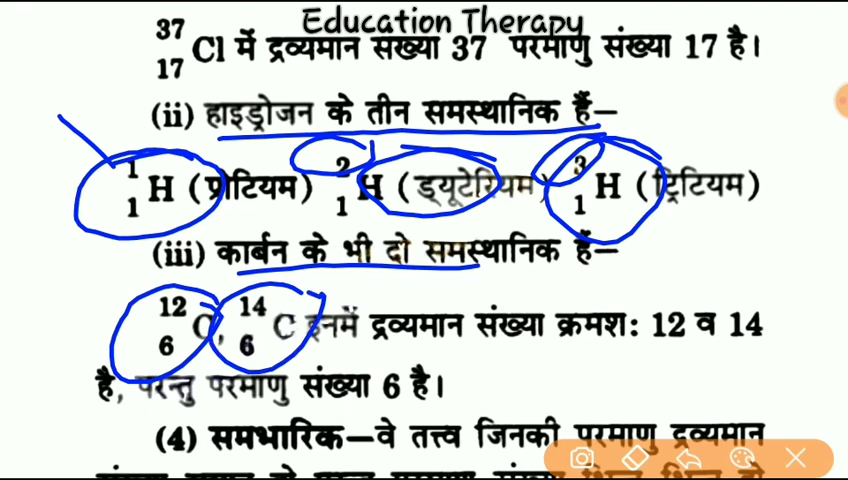 Education Therapy
37
17 Cl में द्रव्यमान संख्या 37 परमाणु संख्या 17 है।
(ii) हाइड्रोजन के तीन समस्थानिक हैं–
1 2 3
1 H (प्रोटियम) 1 H (ड्यूटेरियम) 1 H (ट्रिटियम)
(iii) कार्बन के भी दो समस्थानिक हैं–
12 14
6 C, 6 C इनमें द्रव्यमान संख्या क्रमश: 12 व 14
है, परन्तु परमाणु संख्या 6 है।
(4) समभारिक–वे तत्त्व जिनकी परमाणु द्रव्यमान